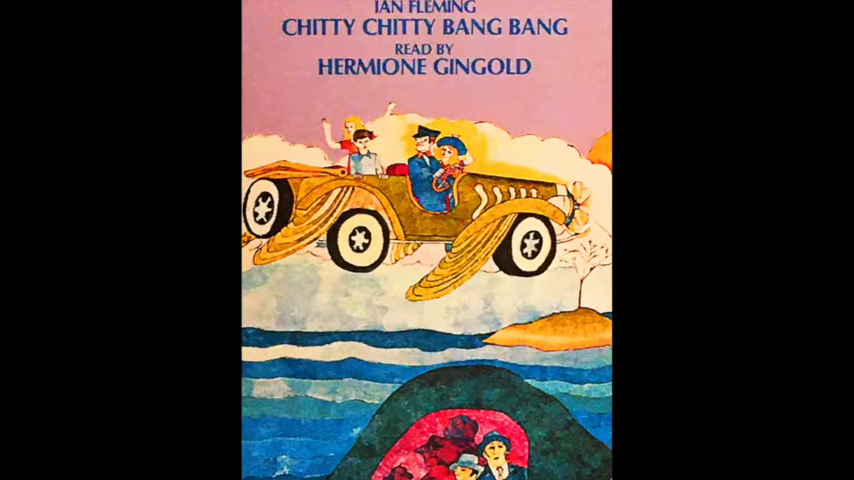 IAN FLEMING
CHITTY CHITTY BANG BANG
READ BY
HERMIONE GINGOLD